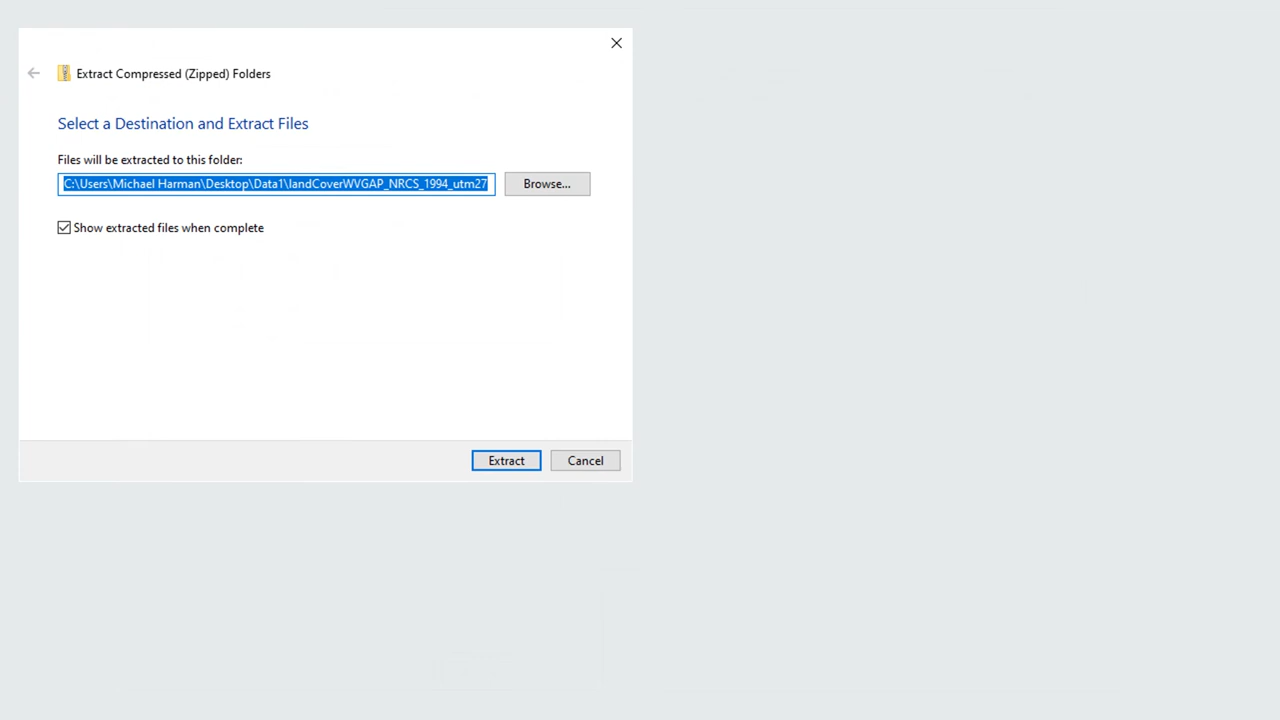 Extract Compressed (Zipped) Folders
Select a Destination and Extract Files
Files will be extracted to this folder:
C:\Users\Michael Harman\Desktop\Data1\landCoverWVGAP_NRCS_1994_utm27
Browse...
Show extracted files when complete
Extract
Cancel